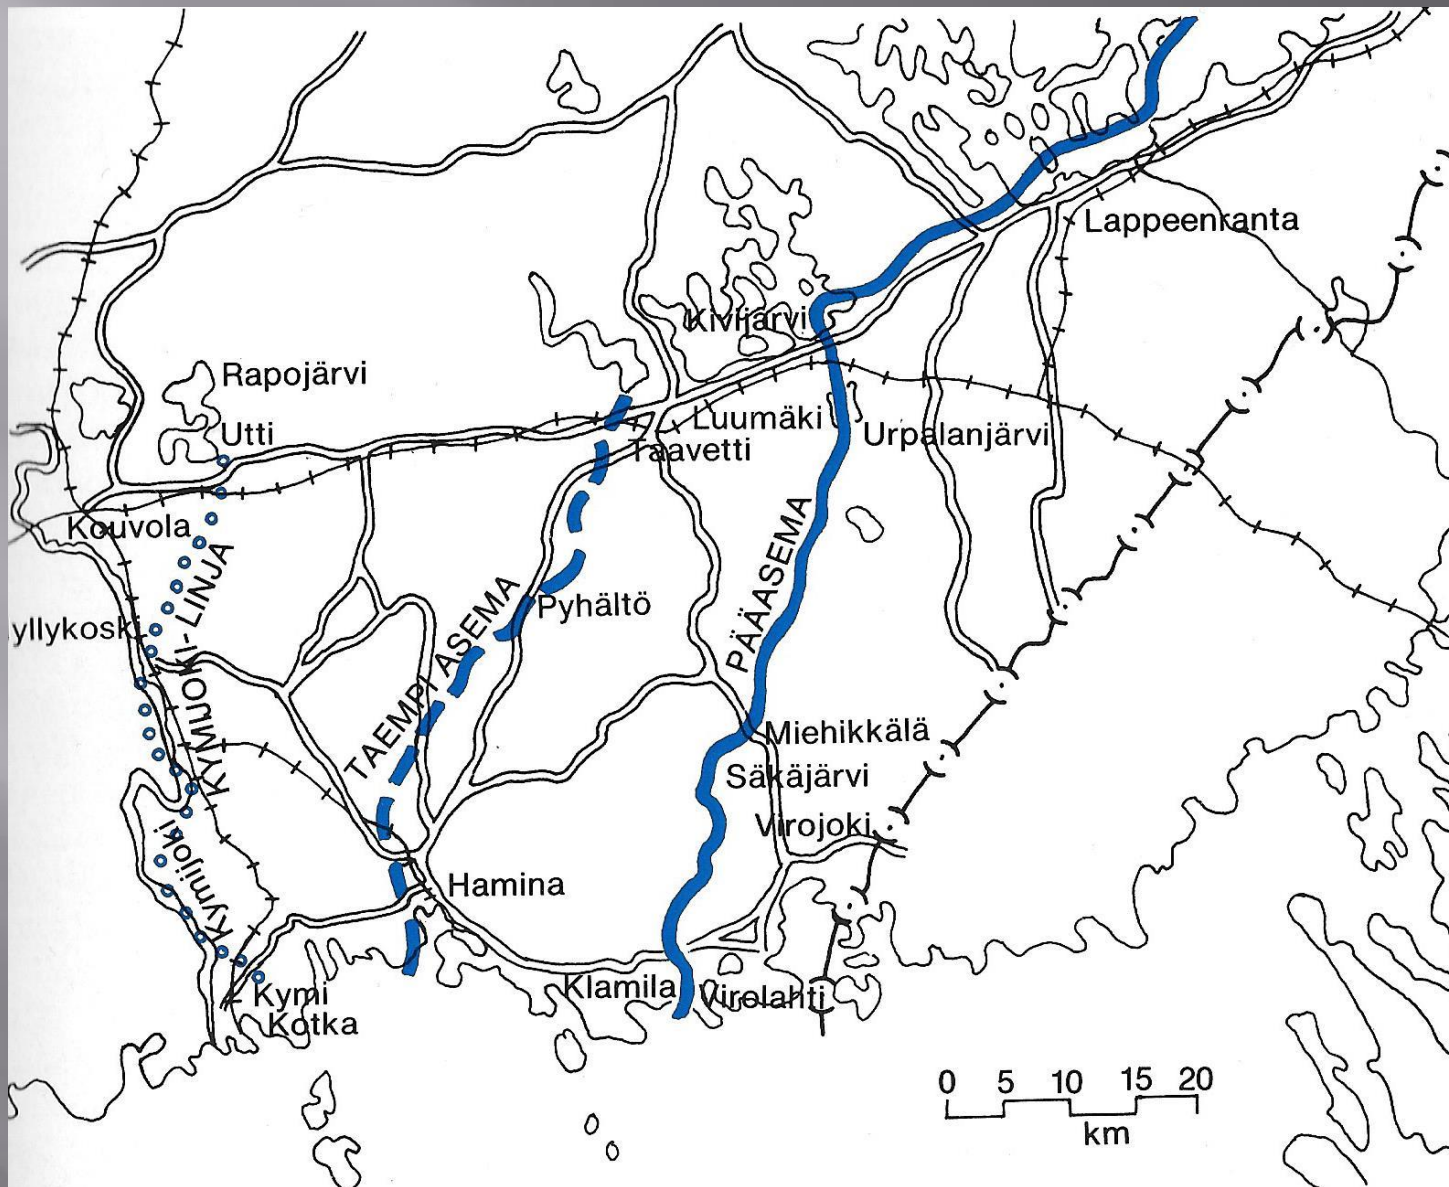 Lappeenranta
Kivijärvi
Rapojärvi
Luumäki
Utti
Urpalanjärvi
Taavetti
Kouvola
PÄÄASEMA
KYMIJOKI-LINJA
TAEMPI ASEMA
Pyhältö
yllykoski
Miehikkälä
Säkäjärvi
Virojoki
Kymijoki
Hamina
Klamila
Virolahti
Kymi
Kotka
0 5 10 15 20
km